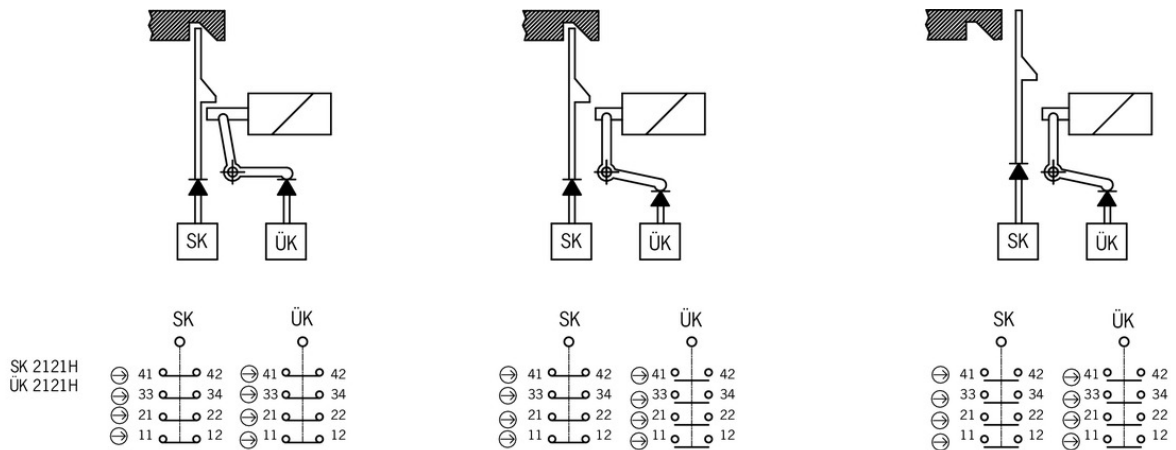 SK ÜK SK ÜK SK ÜK
SK ÜK SK ÜK SK ÜK
SK 2121H
ÜK 2121H
41 42 41 42 41 42 41 42 41 42 41 42
33 34 33 34 33 34 33 34 33 34 33 34
21 22 21 22 21 22 21 22 21 22 21 22
11 12 11 12 11 12 11 12 11 12 11 12